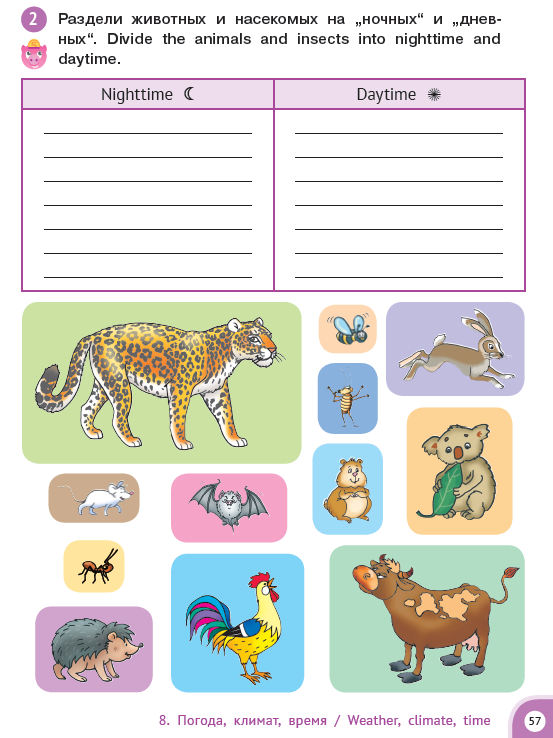 2 Раздели животных и насекомых на „ночных“ и „днев-
ных“. Divide the animals and insects into nighttime and
daytime.
Nighttime Daytime
8. Погода, климат, время / Weather, climate, time 57